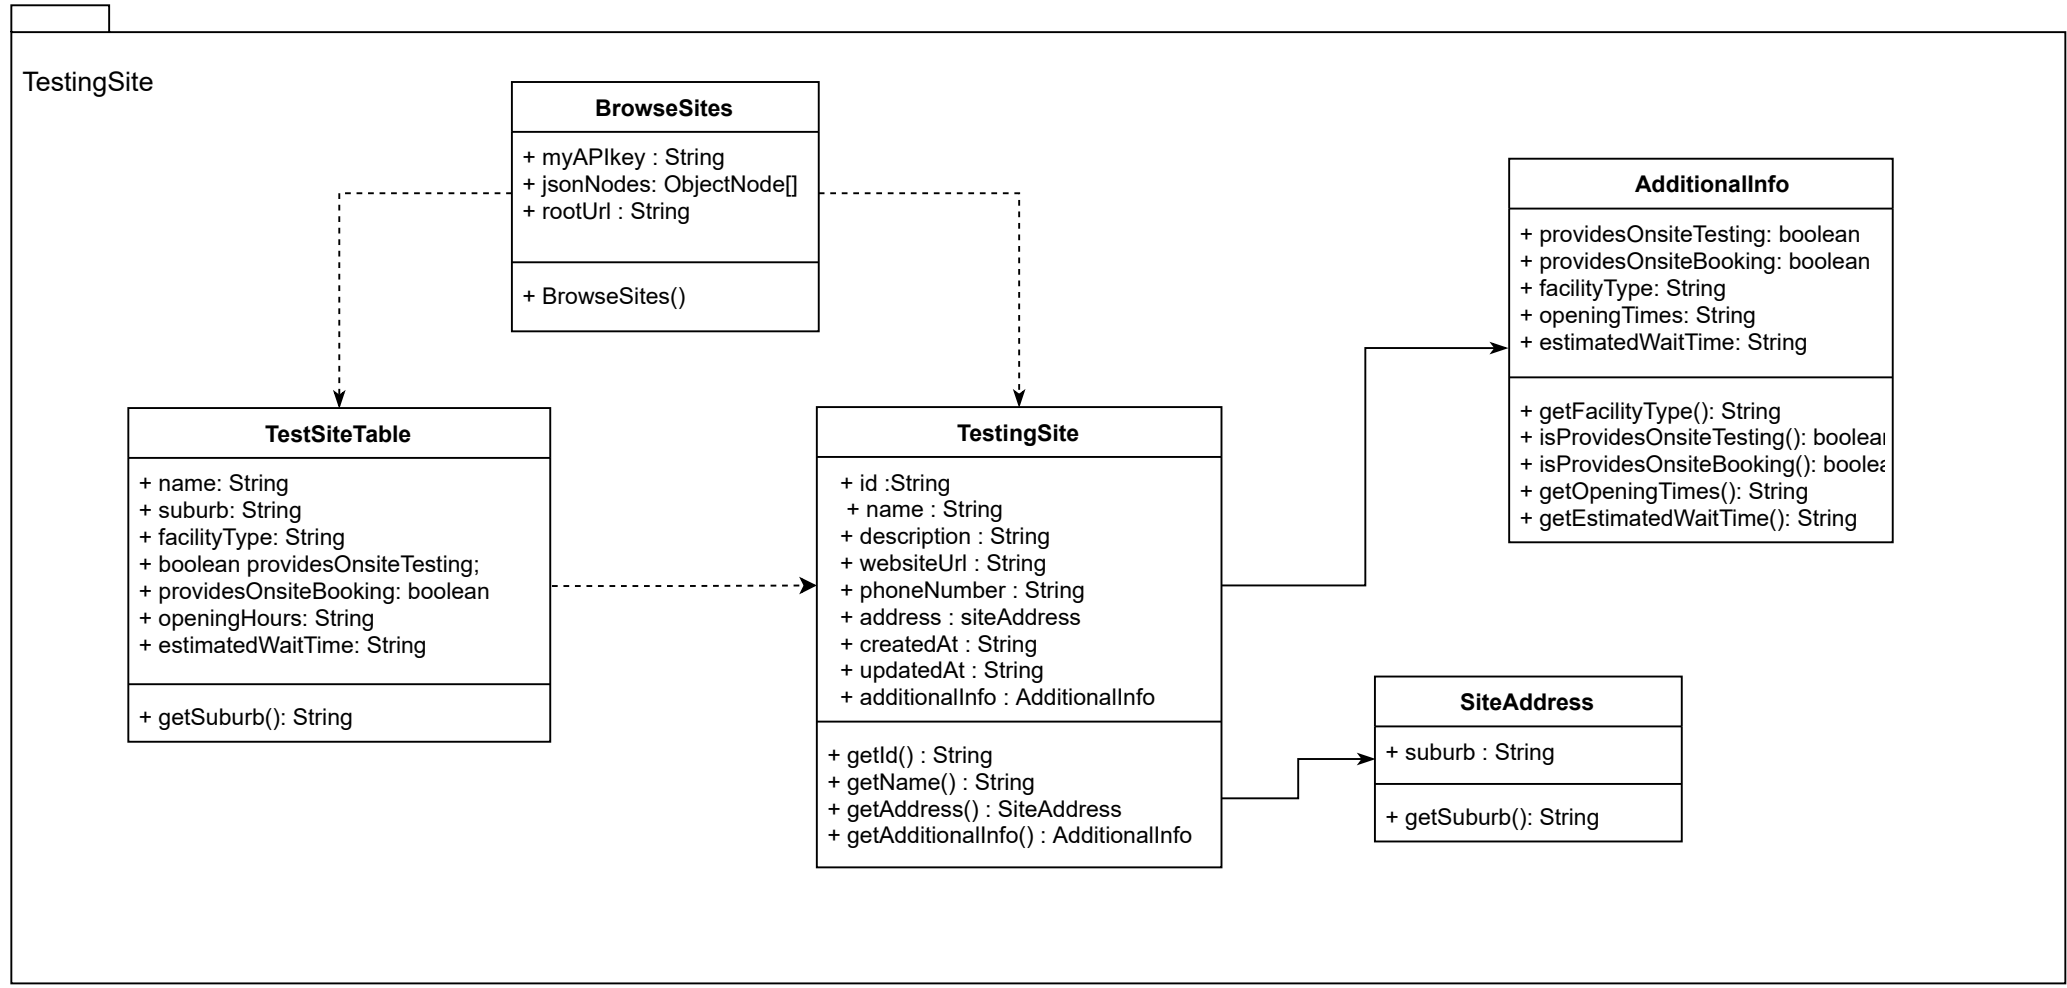 TestingSite
BrowseSites
+ myAPIkey : String
+ jsonNodes: ObjectNode[]
+ rootUrl : String
+ BrowseSites()
AdditionalInfo
+ providesOnsiteTesting: boolean
+ providesOnsiteBooking: boolean
+ facilityType: String
+ openingTimes: String
+ estimatedWaitTime: String
+ getFacilityType(): String
+ isProvidesOnsiteTesting():
+ isProvidesOnsiteBooking():
+ getOpeningTimes(): String
+ getEstimatedWaitTime(): String
TestSiteTable
+ name: String
+ suburb: String
+ facilityType: String
+ boolean providesOnsiteTesting;
+ providesOnsiteBooking: boolean
+ openingHours: String
+ estimatedWaitTime: String
+ getSuburb(): String
TestingSite
+ id :String
+ name : String
+ description : String
+ websiteUrl : String
+ phoneNumber : String
+ address : siteAddress
+ createdAt : String
+ updatedAt : String
+ additionalInfo : AdditionalInfo
+ getId() : String
+ getName() : String
+ getAddress() : SiteAddress
+ getAdditionalInfo() : AdditionalInfo
SiteAddress
+ suburb : String
+ getSuburb(): String